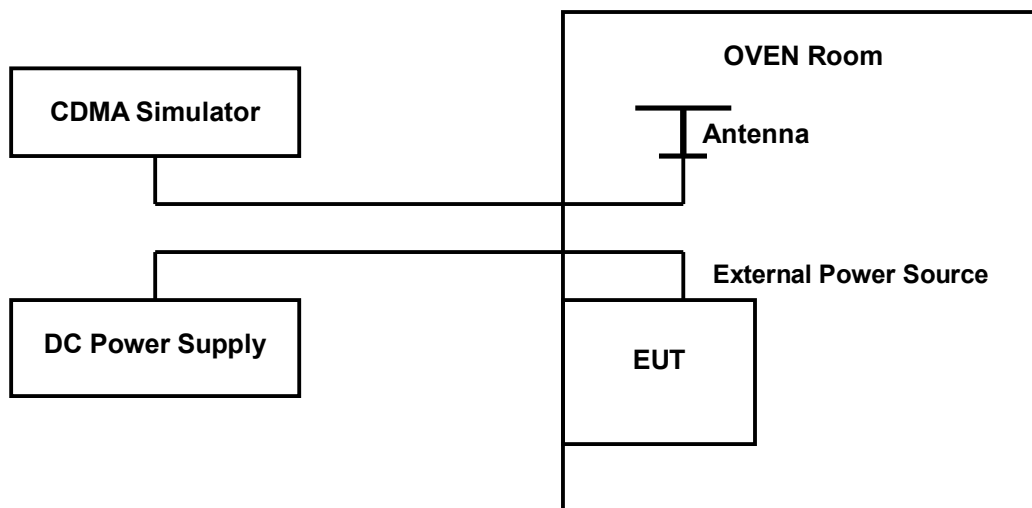 OVEN Room
CDMA Simulator
Antenna
External Power Source
DC Power Supply
EUT